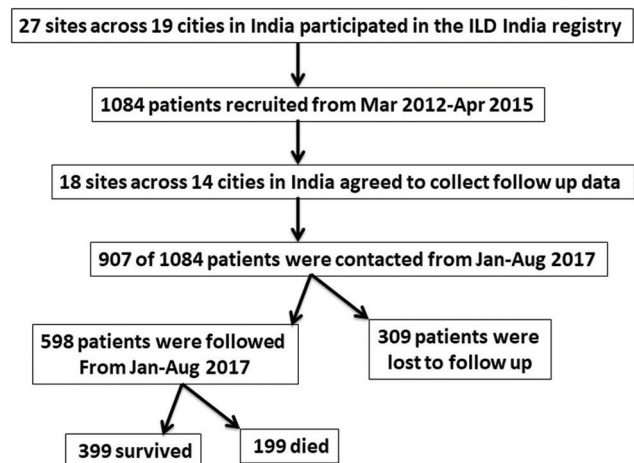 27 sites across 19 cities in India participated in the ILD India registry
1084 patients recruited from Mar 2012-Apr 2015
18 sites across 14 cities in India agreed to collect follow up data
907 of 1084 patients were contacted from Jan-Aug 2017
598 patients were followed
From Jan-Aug 2017
309 patients were
lost to follow up
399 survived
199 died